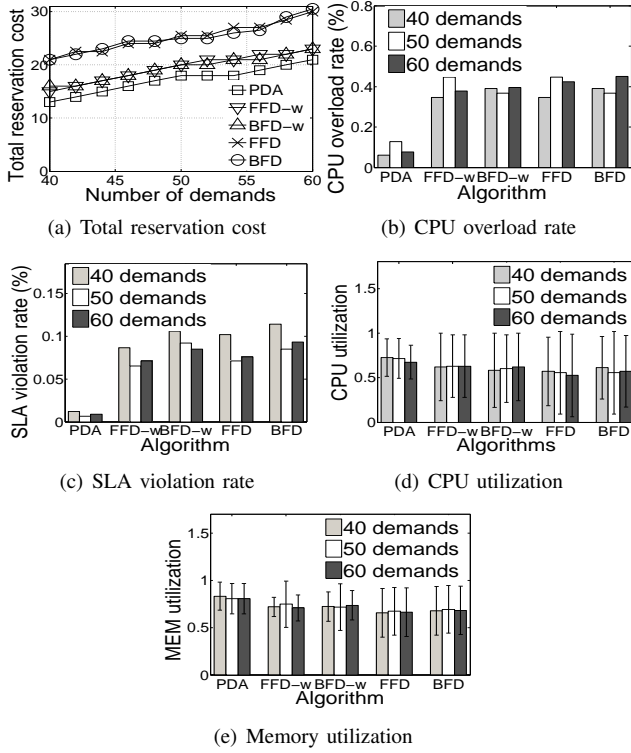 Total reservation cost
30
20
10
0
PDA
FFD-w
BFD-w
FFD
BFD
40 45 50 55 60
Number of demands
(a) Total reservation cost
CPU overload rate (%)
0.8
0.6
0.4
0.2
0
40 demands
50 demands
60 demands
PDA FFD-w BFD-w FFD BFD
Algorithm
(b) CPU overload rate
SLA violation rate (%)
0.15
0.1
0.05
0
40 demands
50 demands
60 demands
PDA FFD-w BFD-w FFD BFD
Algorithm
(c) SLA violation rate
CPU utilization
1.5
1
0.5
0
40 demands
50 demands
60 demands
PDA FFD-w BFD-w FFD BFD
Algorithms
(d) CPU utilization
MEM utilization
1.5
1
0.5
0
40 demands
50 demands
60 demands
PDA FFD-w BFD-w FFD BFD
Algorithm
(e) Memory utilization